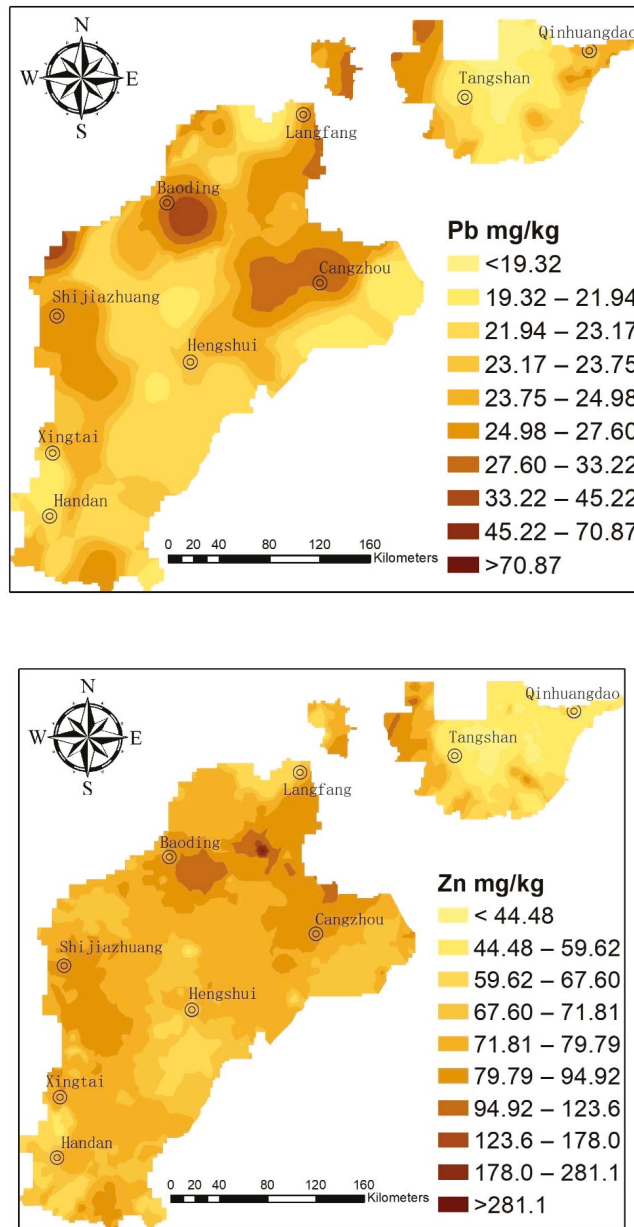 N
W E
S
Qinhuangdao
Tangshan
Langfang
Baoding
Cangzhou
Shijiazhuang
Hengshui
Xingtai
Handan
Pb mg/kg
<19.32
19.32 – 21.94
21.94 – 23.17
23.17 – 23.75
23.75 – 24.98
24.98 – 27.60
27.60 – 33.22
33.22 – 45.22
45.22 – 70.87
>70.87
0 40 80 120 160
Kilometers
N
W E
S
Qinhuangdao
Tangshan
Langfang
Baoding
Cangzhou
Shijiazhuang
Hengshui
Xingtai
Handan
Zn mg/kg
< 44.48
44.48 – 59.62
59.62 – 67.60
67.60 – 71.81
71.81 – 79.79
79.79 – 94.92
94.92 – 123.6
123.6 – 178.0
178.0 – 281.1
>281.1
0 40 80 120 160
Kilometers